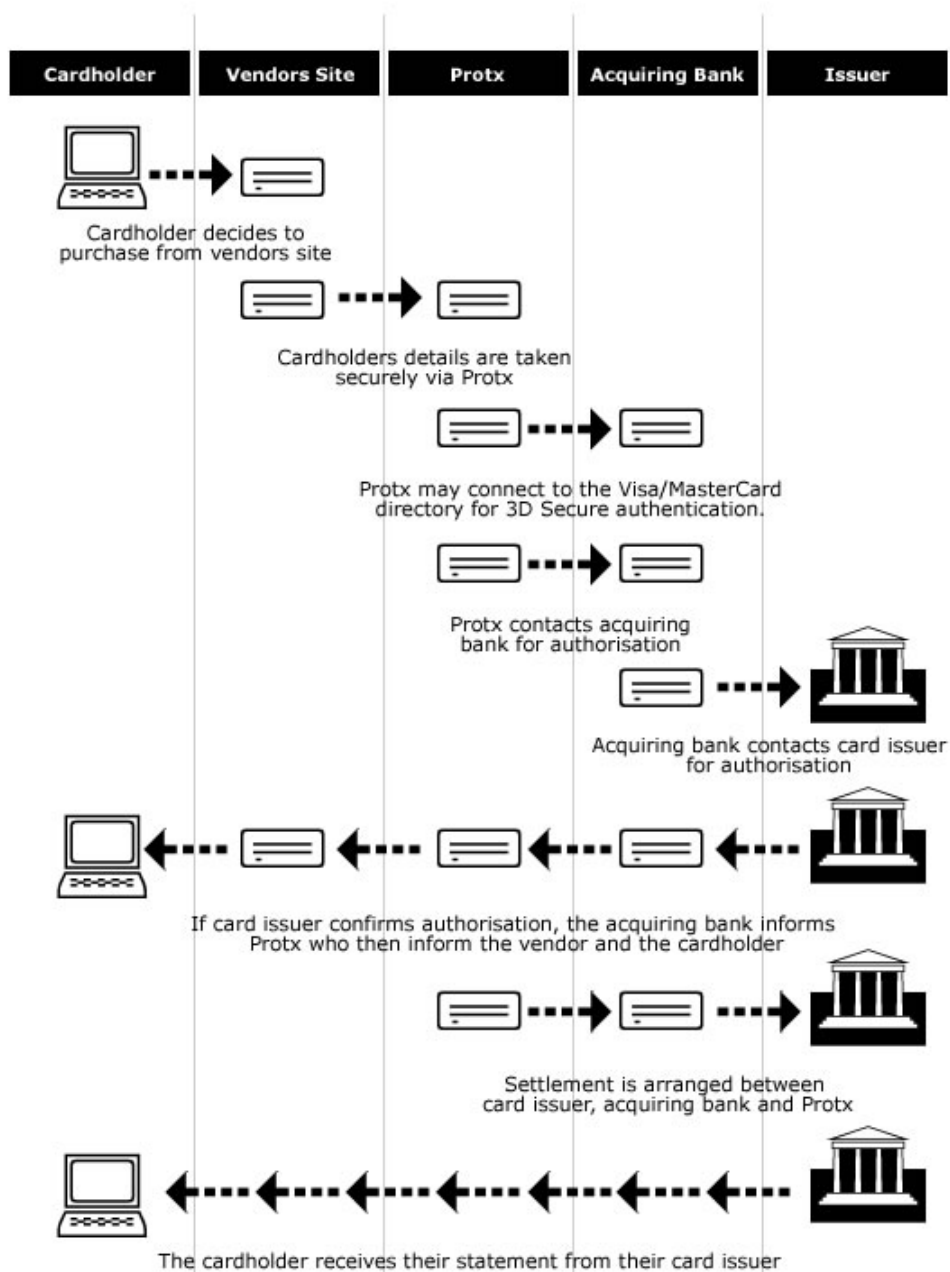 Cardholder
Vendors Site
Protx
Acquiring Bank
Issuer
Cardholder decides to
purchase from vendors site
Cardholders details are taken
securely via Protx
Protx may connect to the Visa/MasterCard
directory for 3D Secure authentication.
Protx contacts acquiring
bank for authorisation
Acquiring bank contacts card issuer
for authorisation
If card issuer confirms authorisation, the acquiring bank informs
Protx who then inform the vendor and the cardholder
Settlement is arranged between
card issuer, acquiring bank and Protx
The cardholder receives their statement from their card issuer